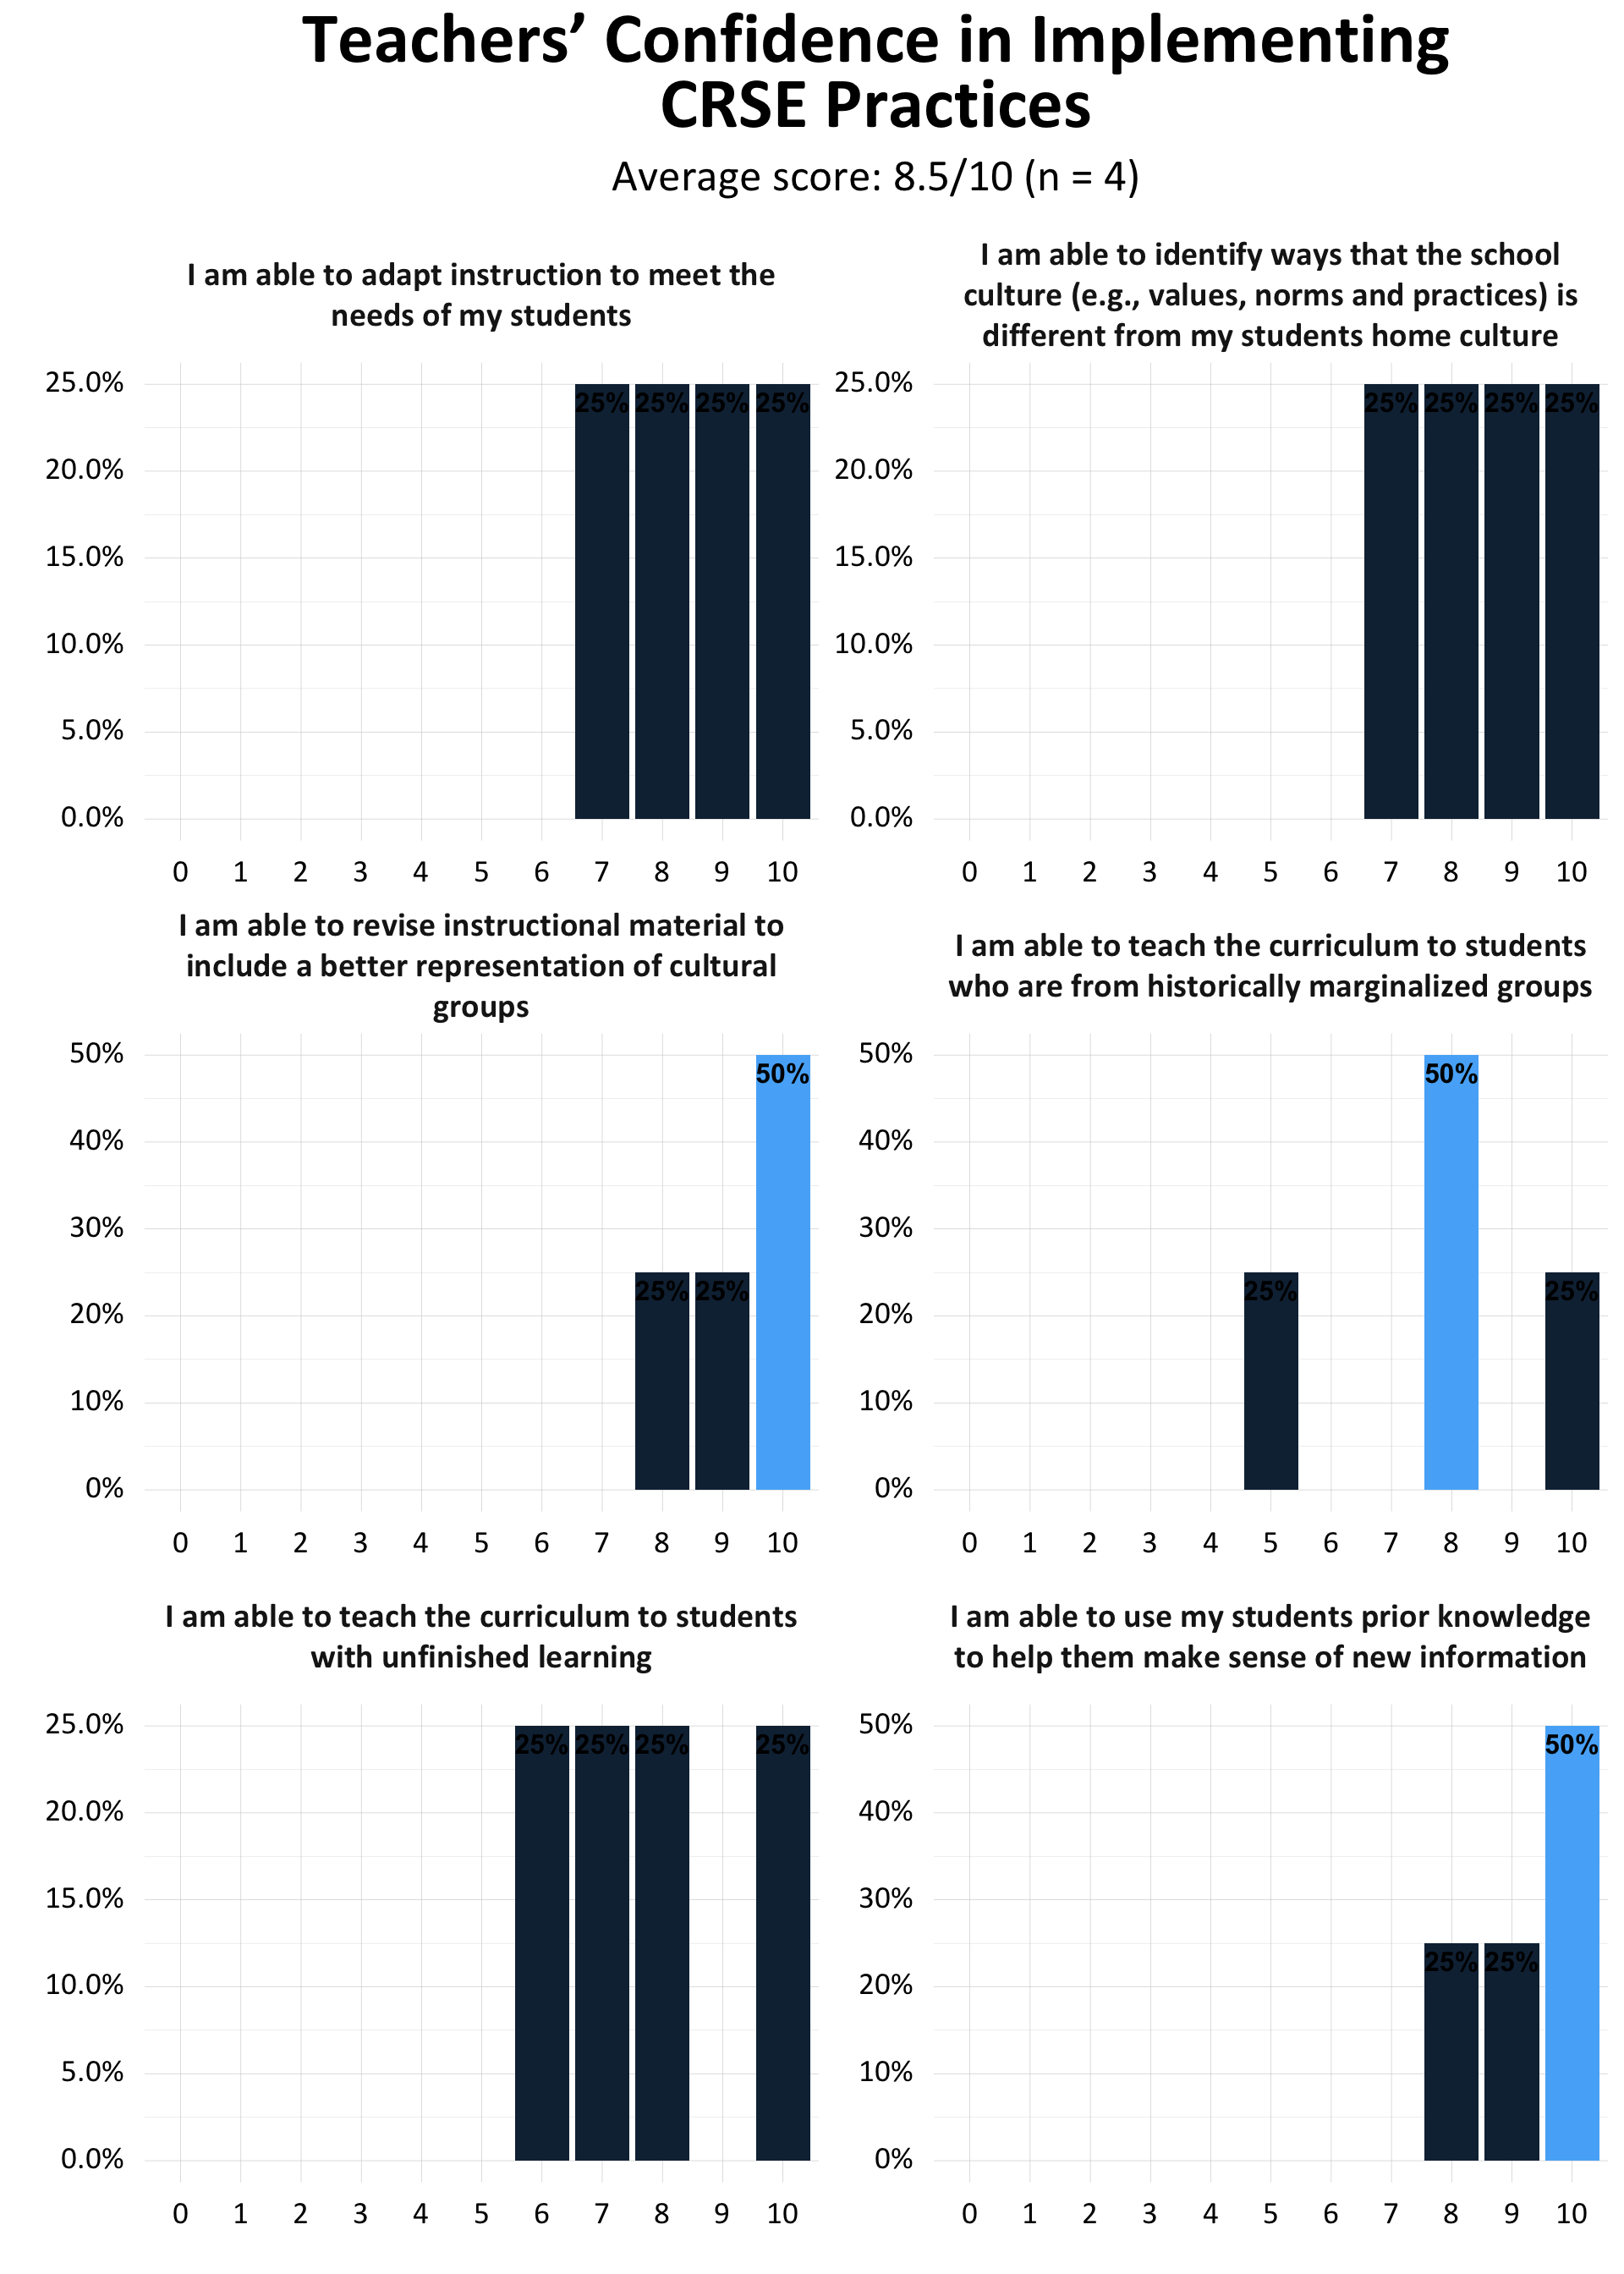 Teachers’ Confidence in Implementing
CRSE Practices
Average score: 8.5/10 (n = 4)
I am able to adapt instruction to meet the
needs of my students
25.0%
20.0%
15.0%
10.0%
5.0%
0.0%
25% 25% 25% 25%
0 1 2 3 4 5 6 7 8 9 10
I am able to identify ways that the school
culture (e.g., values, norms and practices) is
different from my students home culture
25.0%
20.0%
15.0%
10.0%
5.0%
0.0%
25% 25% 25% 25%
0 1 2 3 4 5 6 7 8 9 10
I am able to revise instructional material to
include a better representation of cultural
groups
50%
40%
30%
20%
10%
0%
50%
25% 25%
0 1 2 3 4 5 6 7 8 9 10
I am able to teach the curriculum to students
who are from historically marginalized groups
50%
40%
30%
20%
10%
0%
50%
25% 25%
0 1 2 3 4 5 6 7 8 9 10
I am able to teach the curriculum to students
with unfinished learning
25.0%
20.0%
15.0%
10.0%
5.0%
0.0%
25% 25% 25% 25%
0 1 2 3 4 5 6 7 8 9 10
I am able to use my students prior knowledge
to help them make sense of new information
50%
40%
30%
20%
10%
0%
50%
25% 25%
0 1 2 3 4 5 6 7 8 9 10